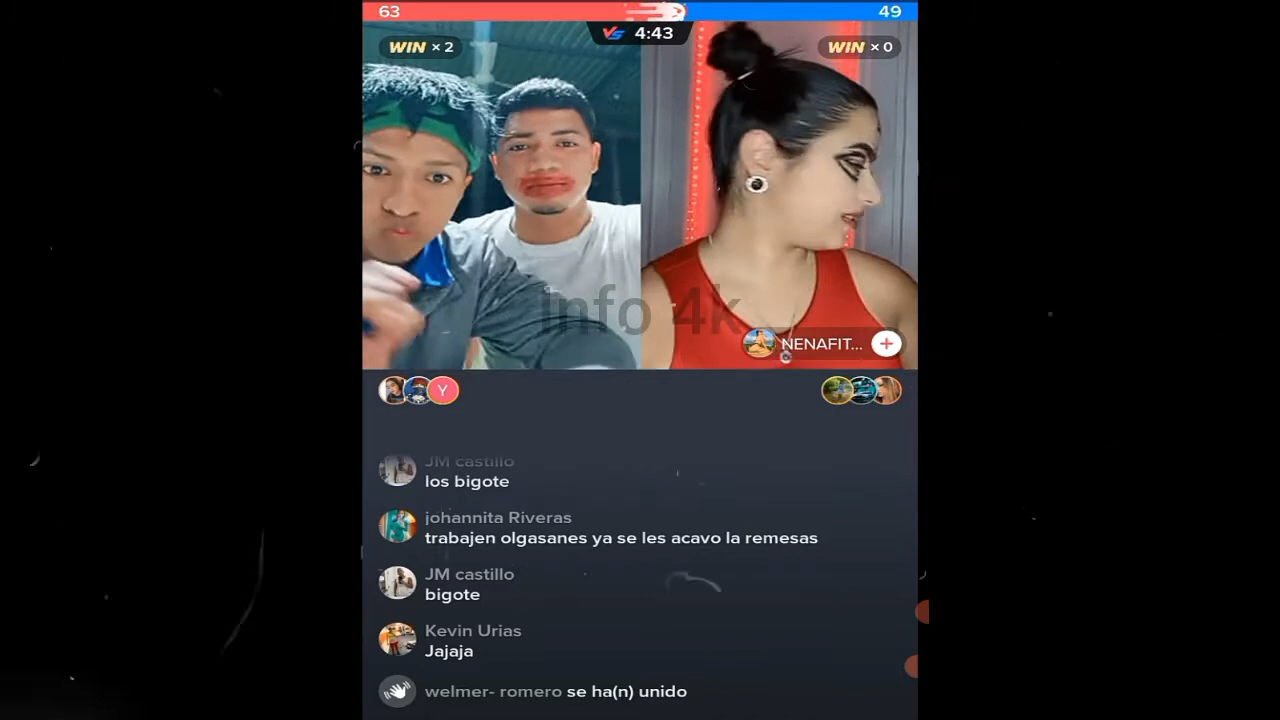 63
49
VS 4:43
WIN × 2
WIN × 0
info 4k
NENAFIT...
Y
JM castillo
los bigote
johannita Riveras
trabajen olgasanes ya se les acavo la remesas
JM castillo
bigote
Kevin Urias
Jajaja
welmer- romero se ha(n) unido